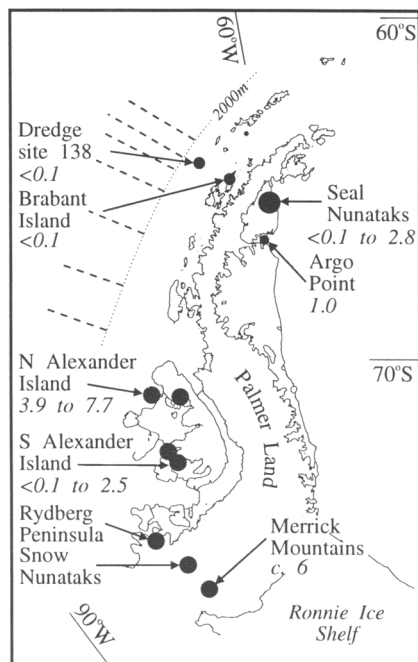 60°S
60°W
2000m
Dredge
site 138
<0.1
Brabant
Island
<0.1
Seal
Nunataks
<0.1 to 2.8
Argo
Point
1.0
70°S
N Alexander
Island
3.9 to 7.7
Palmer Land
S Alexander
Island
<0.1 to 2.5
Rydberg
Peninsula
Snow
Nunataks
Merrick
Mountains
c. 6
90°W
Ronnie Ice
Shelf